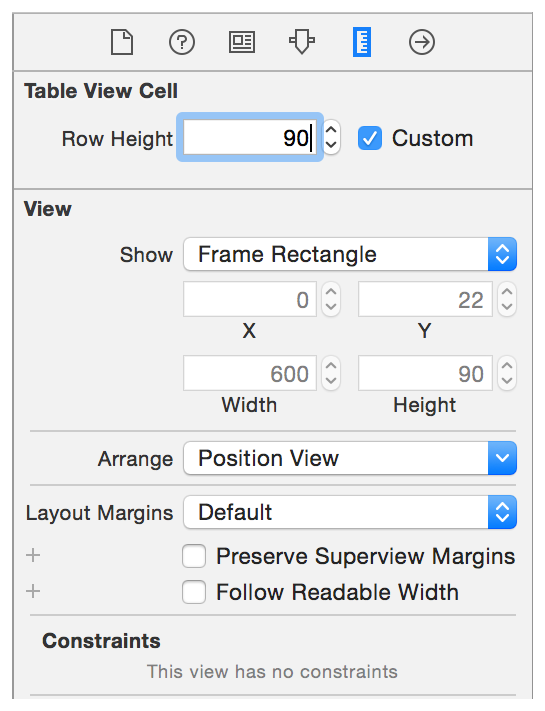 Table View Cell
Row Height 90 Custom
View
Show Frame Rectangle
0 22
X Y
600 90
Width Height
Arrange Position View
Layout Margins Default
+ Preserve Superview Margins
+ Follow Readable Width
Constraints
This view has no constraints